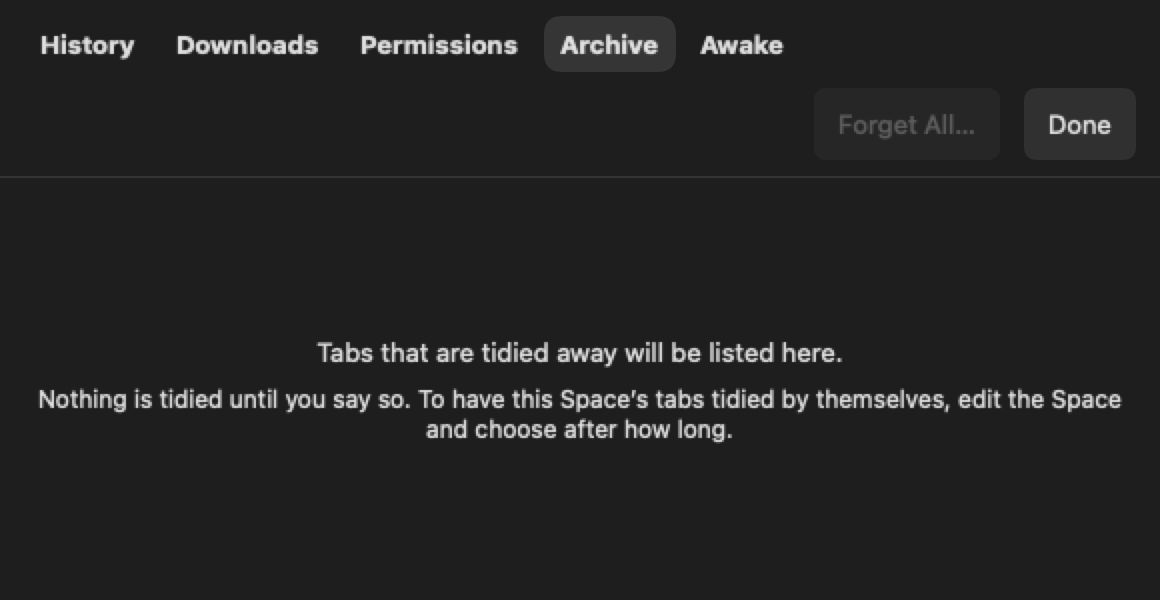 History Downloads Permissions Archive Awake
Forget All... Done
Tabs that are tidied away will be listed here.
Nothing is tidied until you say so. To have this Space’s tabs tidied by themselves, edit the Space
and choose after how long.